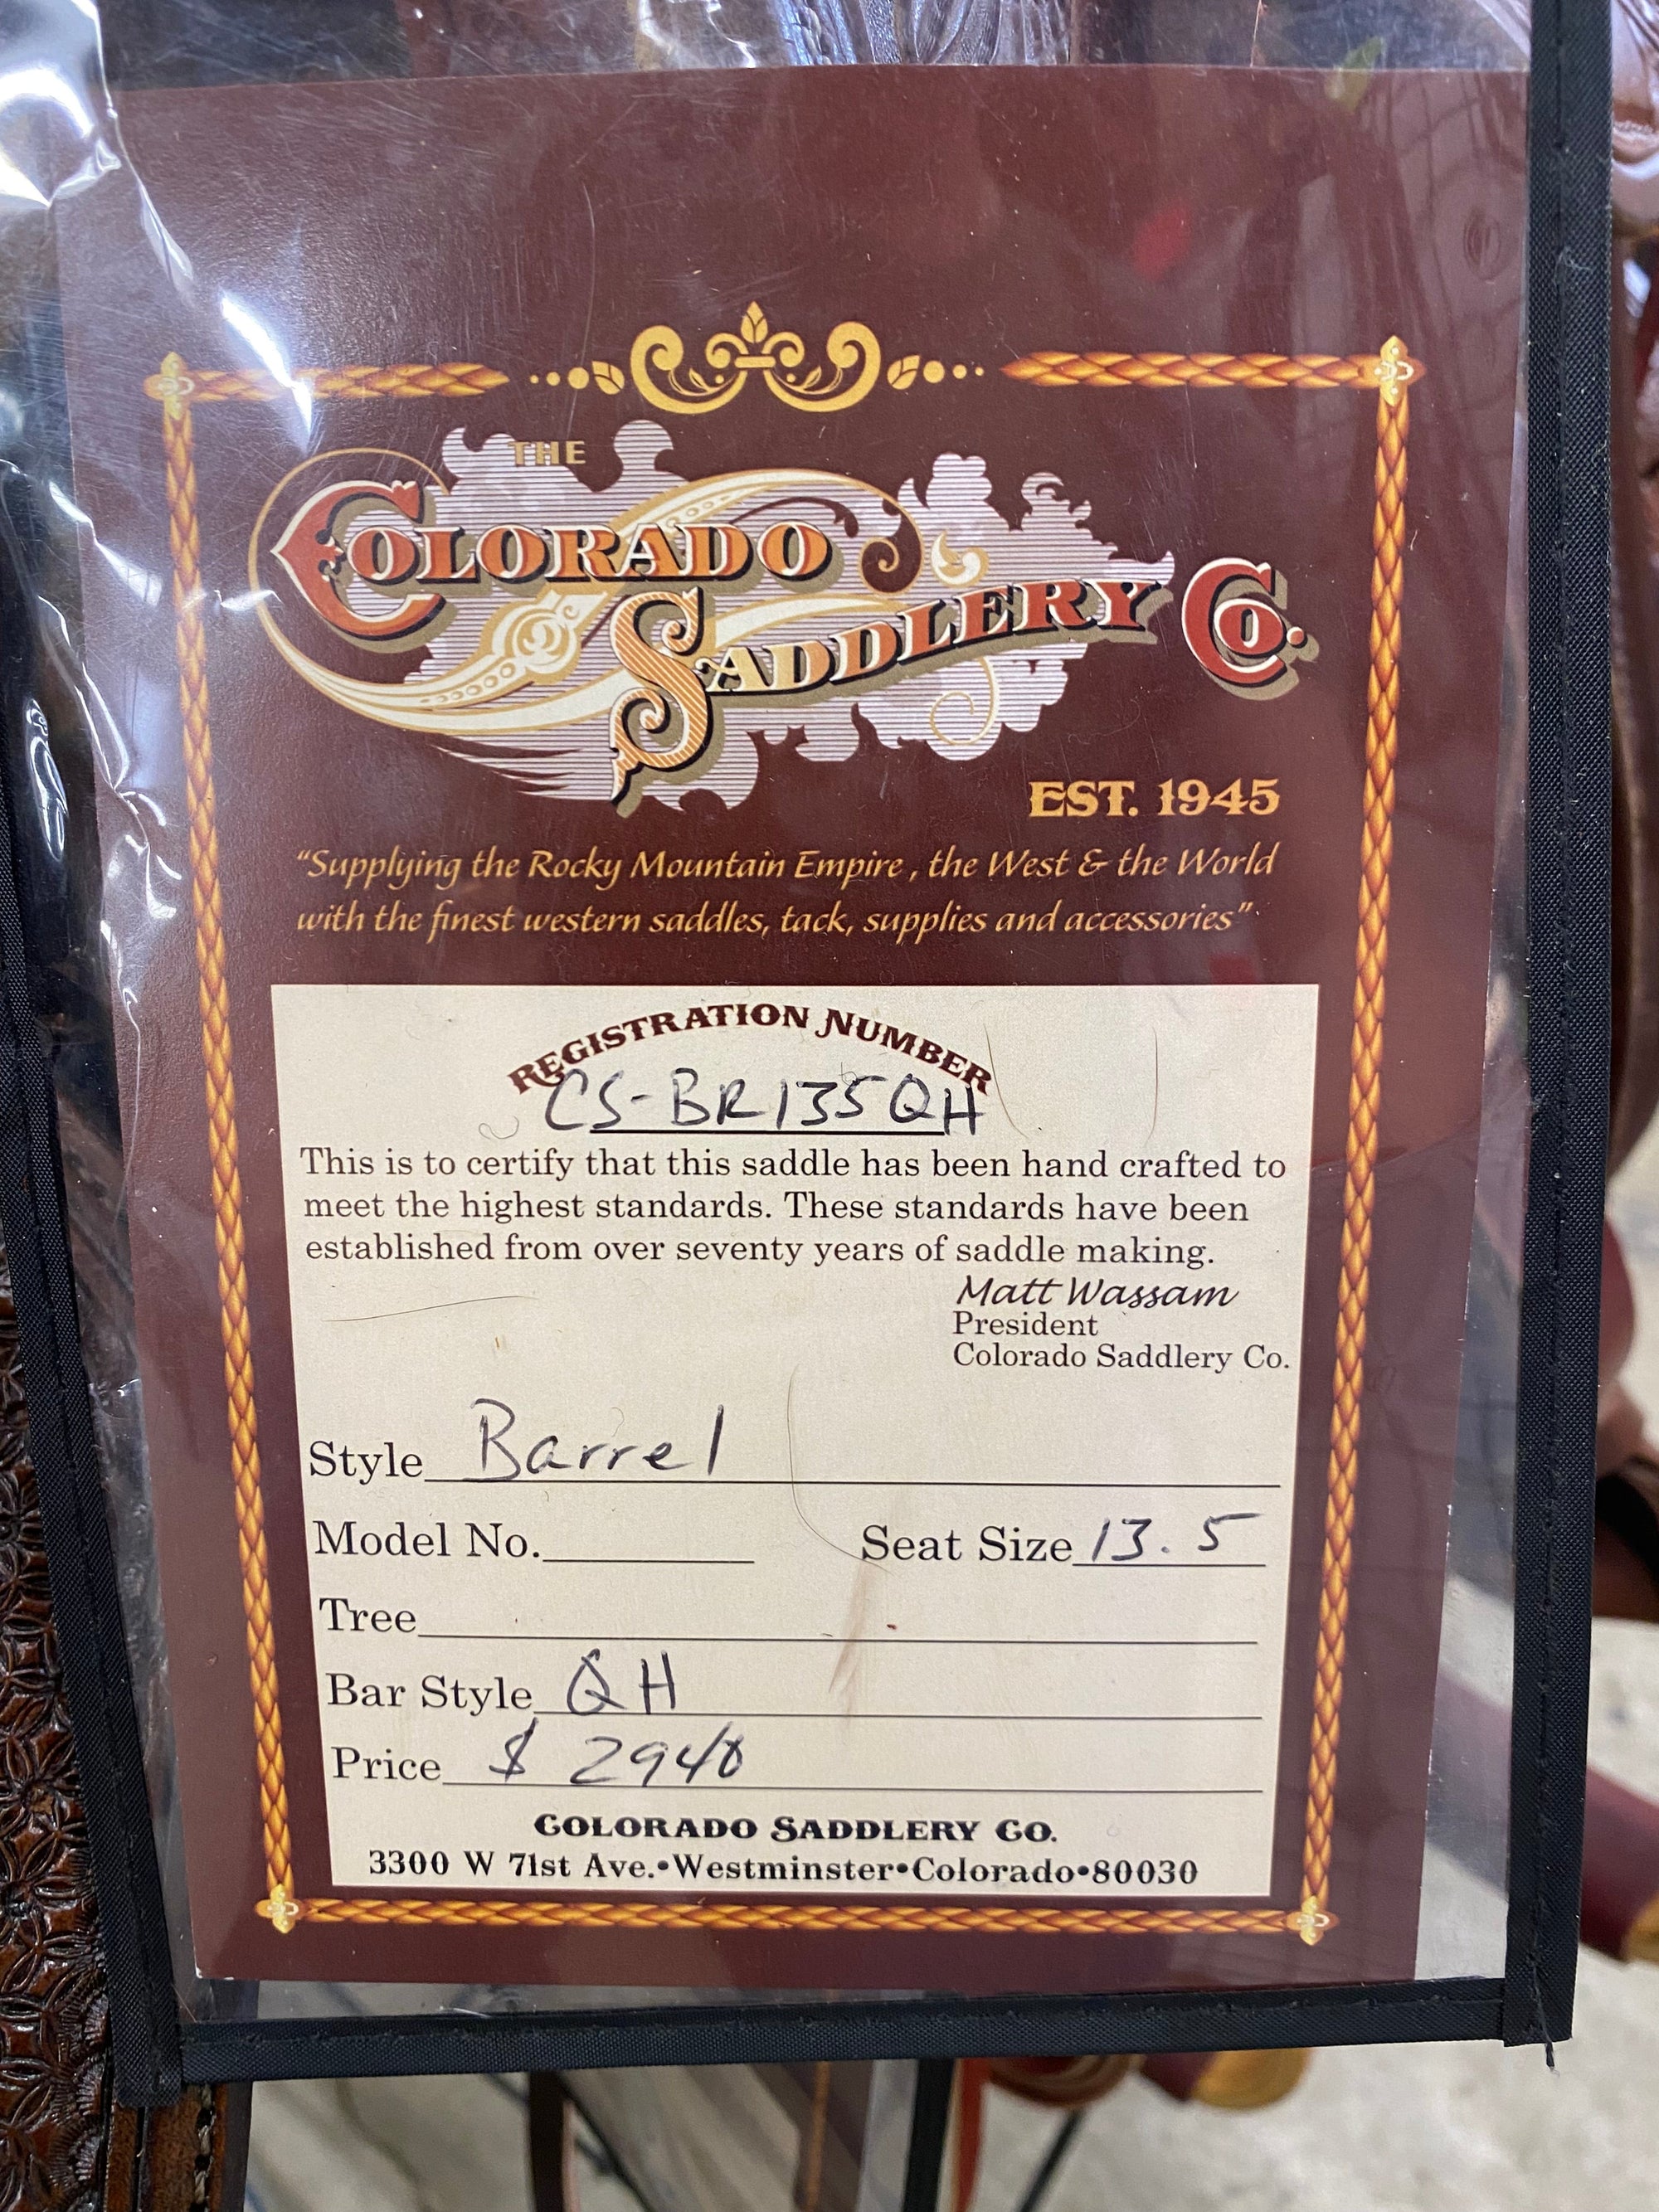 THE
COLORADO
SADDLERY CO.
EST. 1945
“Supplying the Rocky Mountain Empire, the West & the World
with the finest western saddles, tack, supplies and accessories”
REGISTRATION NUMBER
CS-BR135QH
This is to certify that this saddle has been hand crafted to
meet the highest standards. These standards have been
established from over seventy years of saddle making.
Matt Wassam
President
Colorado Saddlery Co.
Style Barrel
Model No. Seat Size 13.5
Tree
Bar Style QH
Price $ 2940
COLORADO SADDLERY CO.
3300 W 71st Ave.•Westminster•Colorado•80030